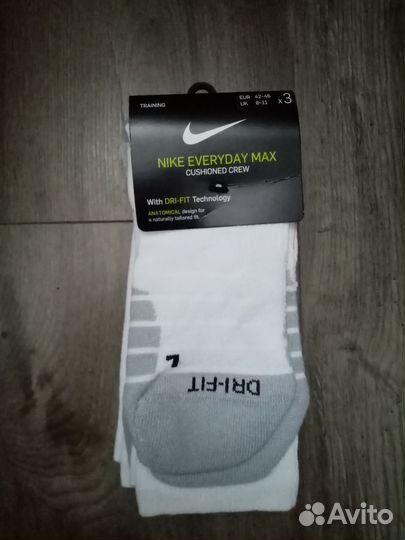 TRAINING
EUR 42-46
UK 8-11
x3
NIKE EVERYDAY MAX
CUSHIONED CREW
With DRI-FIT Technology
ANATOMICAL design for
a naturally tailored fit.
L
DRI-FIT
Avito